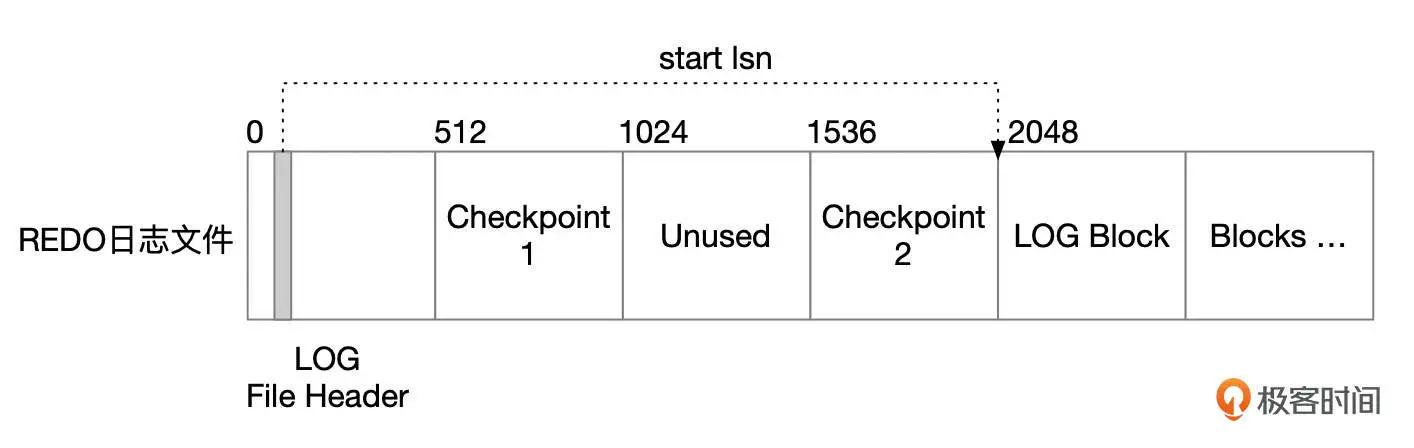 start lsn
0 512 1024 1536 2048
REDO日志文件
Checkpoint
1
Unused
Checkpoint
2
LOG Block
Blocks ...
LOG
File Header
极客时间